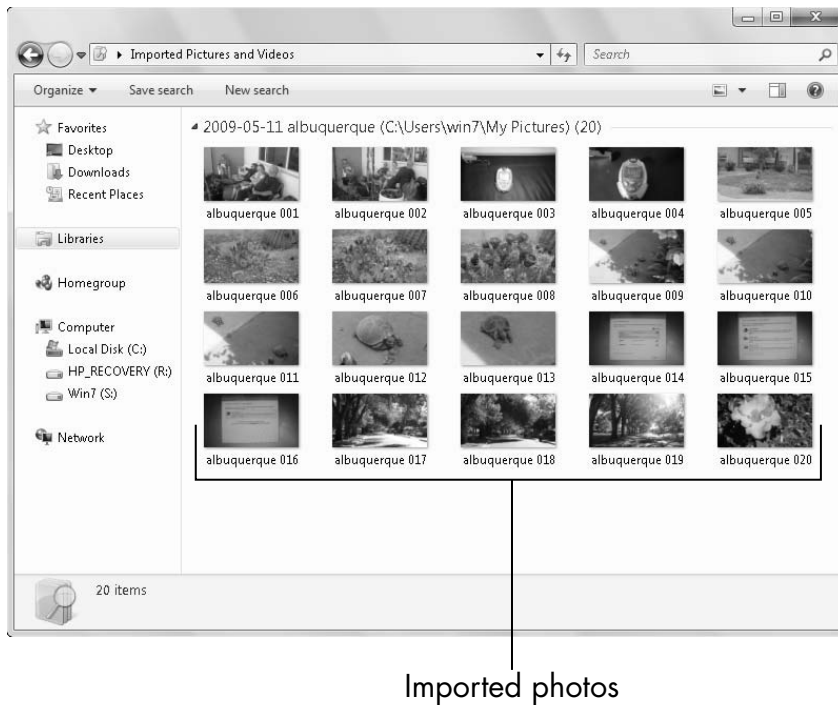 Imported Pictures and Videos
Search
Organize Save search New search
Favorites
Desktop
Downloads
Recent Places
Libraries
Homegroup
Computer
Local Disk (C:)
HP_RECOVERY (R:)
Win7 (S:)
Network
2009-05-11 albuquerque (C:\Users\win7\My Pictures) (20)
albuquerque 001 albuquerque 002 albuquerque 003 albuquerque 004 albuquerque 005
albuquerque 006 albuquerque 007 albuquerque 008 albuquerque 009 albuquerque 010
albuquerque 011 albuquerque 012 albuquerque 013 albuquerque 014 albuquerque 015
albuquerque 016 albuquerque 017 albuquerque 018 albuquerque 019 albuquerque 020
20 items
Imported photos